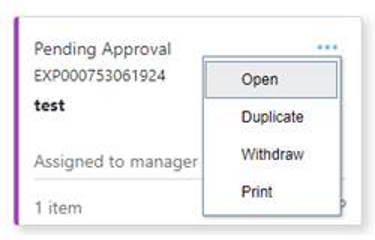 Pending Approval
EXP000753061924
test
Assigned to manager
1 item
Open
Duplicate
Withdraw
Print